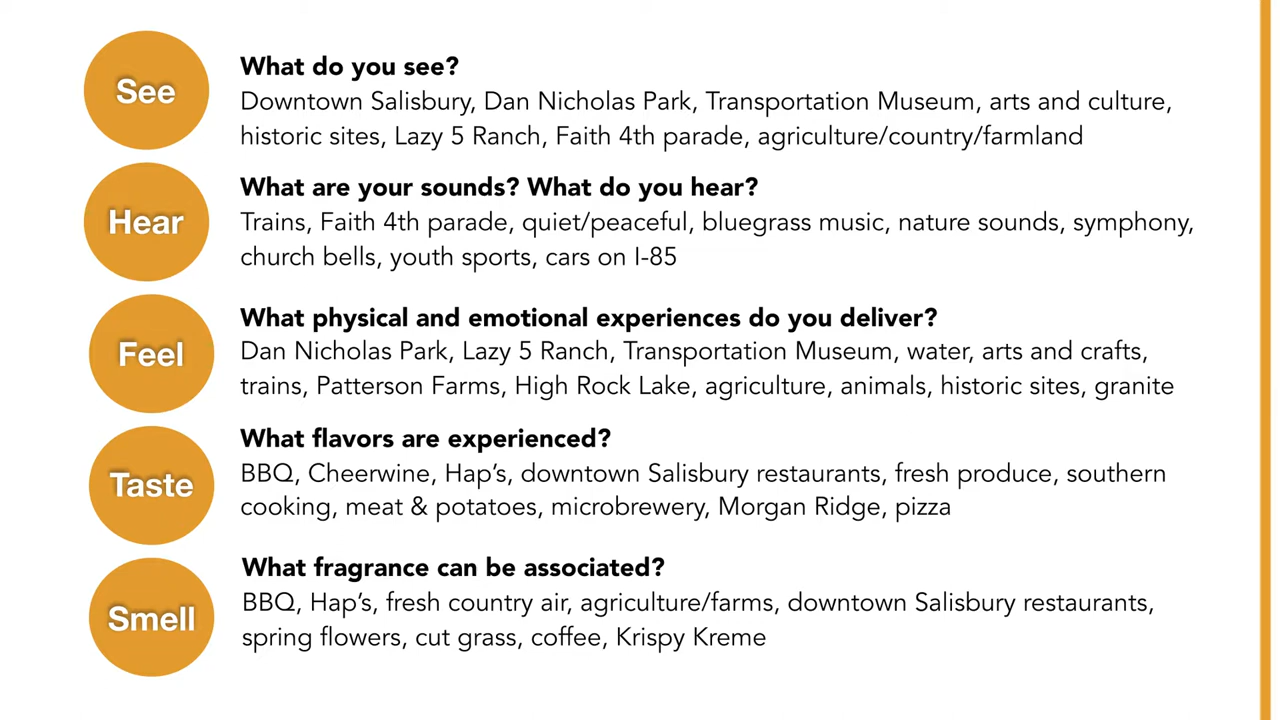 See
What do you see?
Downtown Salisbury, Dan Nicholas Park, Transportation Museum, arts and culture,
historic sites, Lazy 5 Ranch, Faith 4th parade, agriculture/country/farmland
Hear
What are your sounds? What do you hear?
Trains, Faith 4th parade, quiet/peaceful, bluegrass music, nature sounds, symphony,
church bells, youth sports, cars on I-85
Feel
What physical and emotional experiences do you deliver?
Dan Nicholas Park, Lazy 5 Ranch, Transportation Museum, water, arts and crafts,
trains, Patterson Farms, High Rock Lake, agriculture, animals, historic sites, granite
Taste
What flavors are experienced?
BBQ, Cheerwine, Hap’s, downtown Salisbury restaurants, fresh produce, southern
cooking, meat & potatoes, microbrewery, Morgan Ridge, pizza
Smell
What fragrance can be associated?
BBQ, Hap’s, fresh country air, agriculture/farms, downtown Salisbury restaurants,
spring flowers, cut grass, coffee, Krispy Kreme